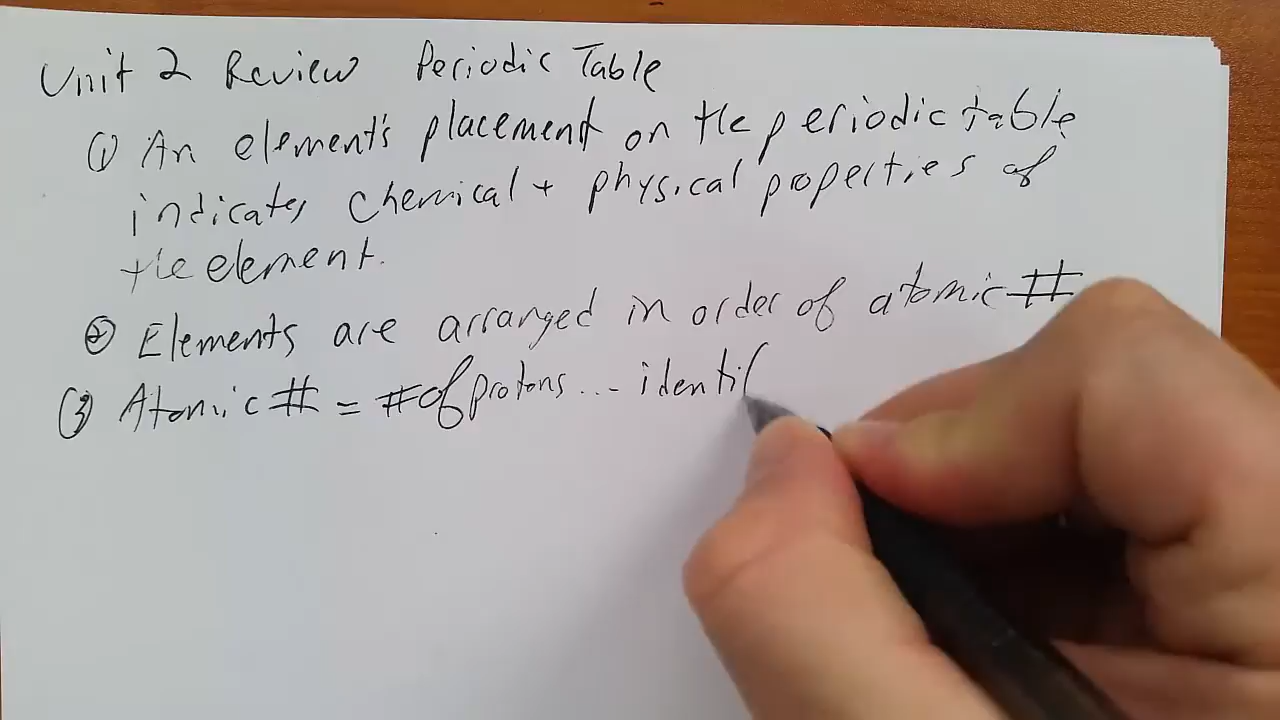 Unit 2 Review Periodic Table
① An element's placement on the periodic table
indicates chemical + physical properties of
the element.
② Elements are arranged in order of atomic #
③ Atomic # = # of protons... identif